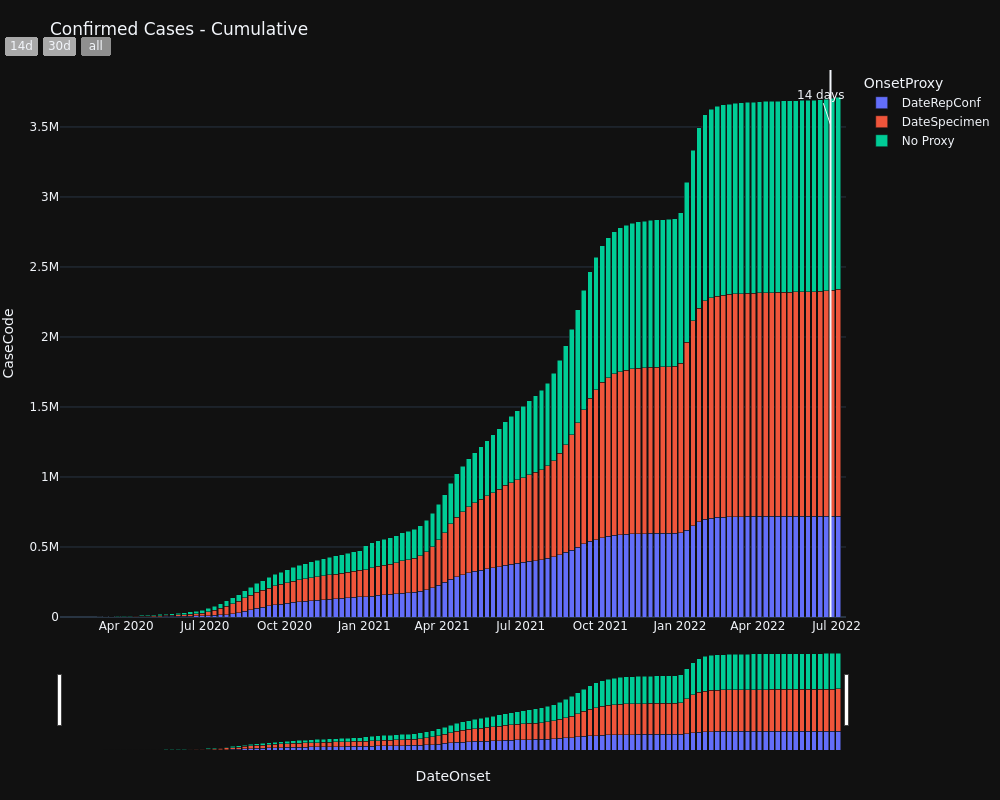 Confirmed Cases - Cumulative
14d 30d all
14 days
OnsetProxy
DateRepConf
DateSpecimen
No Proxy
CaseCode
3.5M
3M
2.5M
2M
1.5M
1M
0.5M
0
Apr 2020 Jul 2020 Oct 2020 Jan 2021 Apr 2021 Jul 2021 Oct 2021 Jan 2022 Apr 2022 Jul 2022
DateOnset